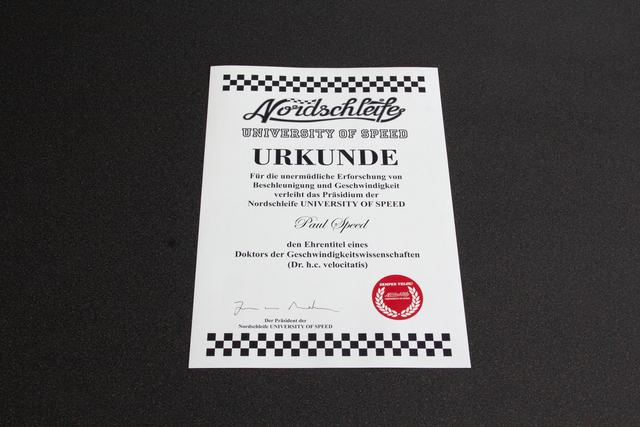 Nordschleife
UNIVERSITY OF SPEED
URKUNDE
Für die unermüdliche Erforschung von
Beschleunigung und Geschwindigkeit
verleiht das Präsidium der
Nordschleife UNIVERSITY OF SPEED
Paul Speed
den Ehrentitel eines
Doktors der Geschwindigkeitswissenschaften
(Dr. h.c. velocitatis)
SEMPER VELOX!
Der Präsident der
Nordschleife UNIVERSITY OF SPEED